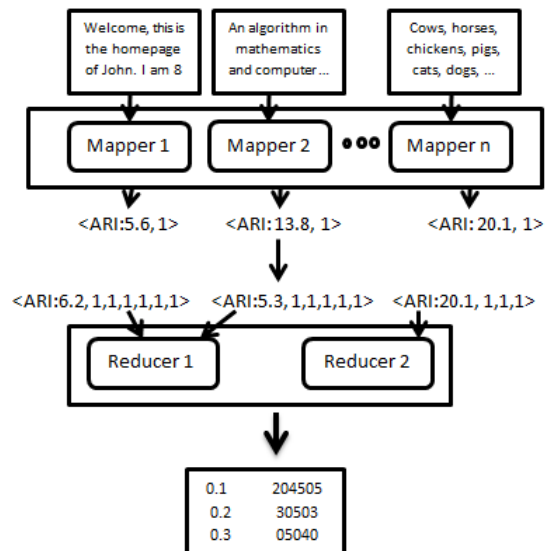 Welcome, this is
the homepage
of John. I am 8
An algorithm in
mathematics
and computer...
Cows, horses,
chickens, pigs,
cats, dogs, ...
Mapper 1
Mapper 2
Mapper n
<ARI:5.6, 1>
<ARI:13.8, 1>
<ARI: 20.1, 1>
<ARI:6.2, 1,1,1,1,1,1>
<ARI:5.3, 1,1,1,1,1>
<ARI:20.1, 1,1,1>
Reducer 1
Reducer 2
0.1 204505
0.2 30503
0.3 05040